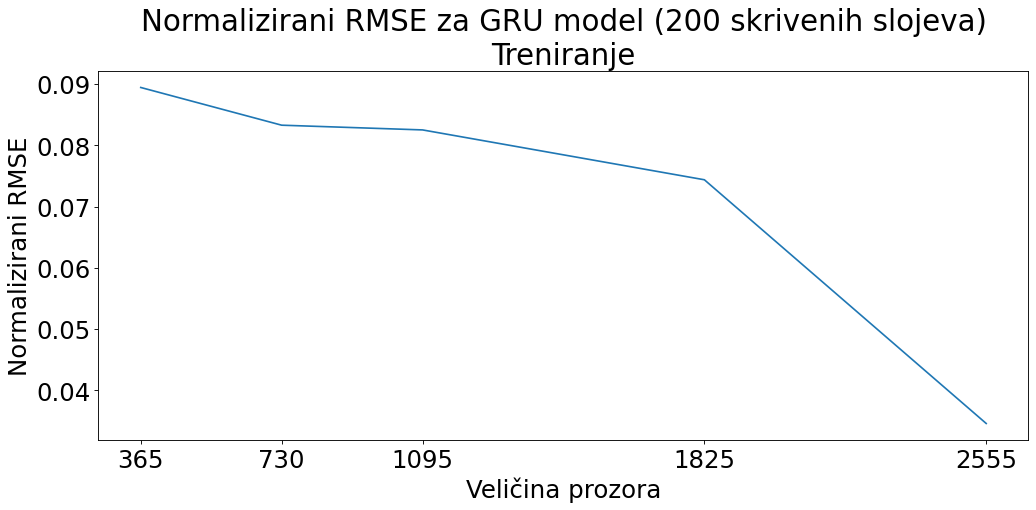 Normalizirani RMSE za GRU model (200 skrivenih slojeva)
Treniranje
Normalizirani RMSE
0.09
0.08
0.07
0.06
0.05
0.04
365 730 1095 1825 2555
Veličina prozora